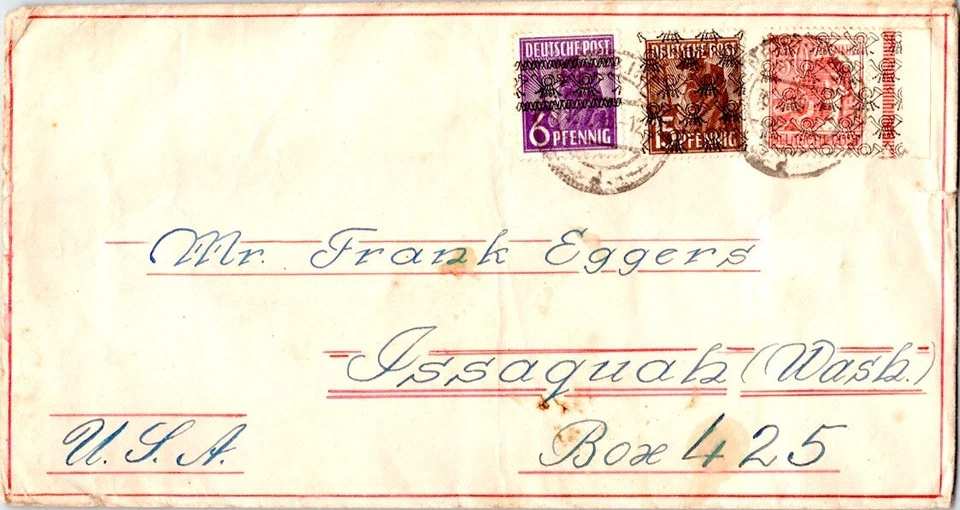 DEUTSCHE POST
6 PFENNIG
DEUTSCHE POST
15 PFENNIG
Mr. Frank Eggers
Issaquah (Wash.)
U.S.A. Box 425